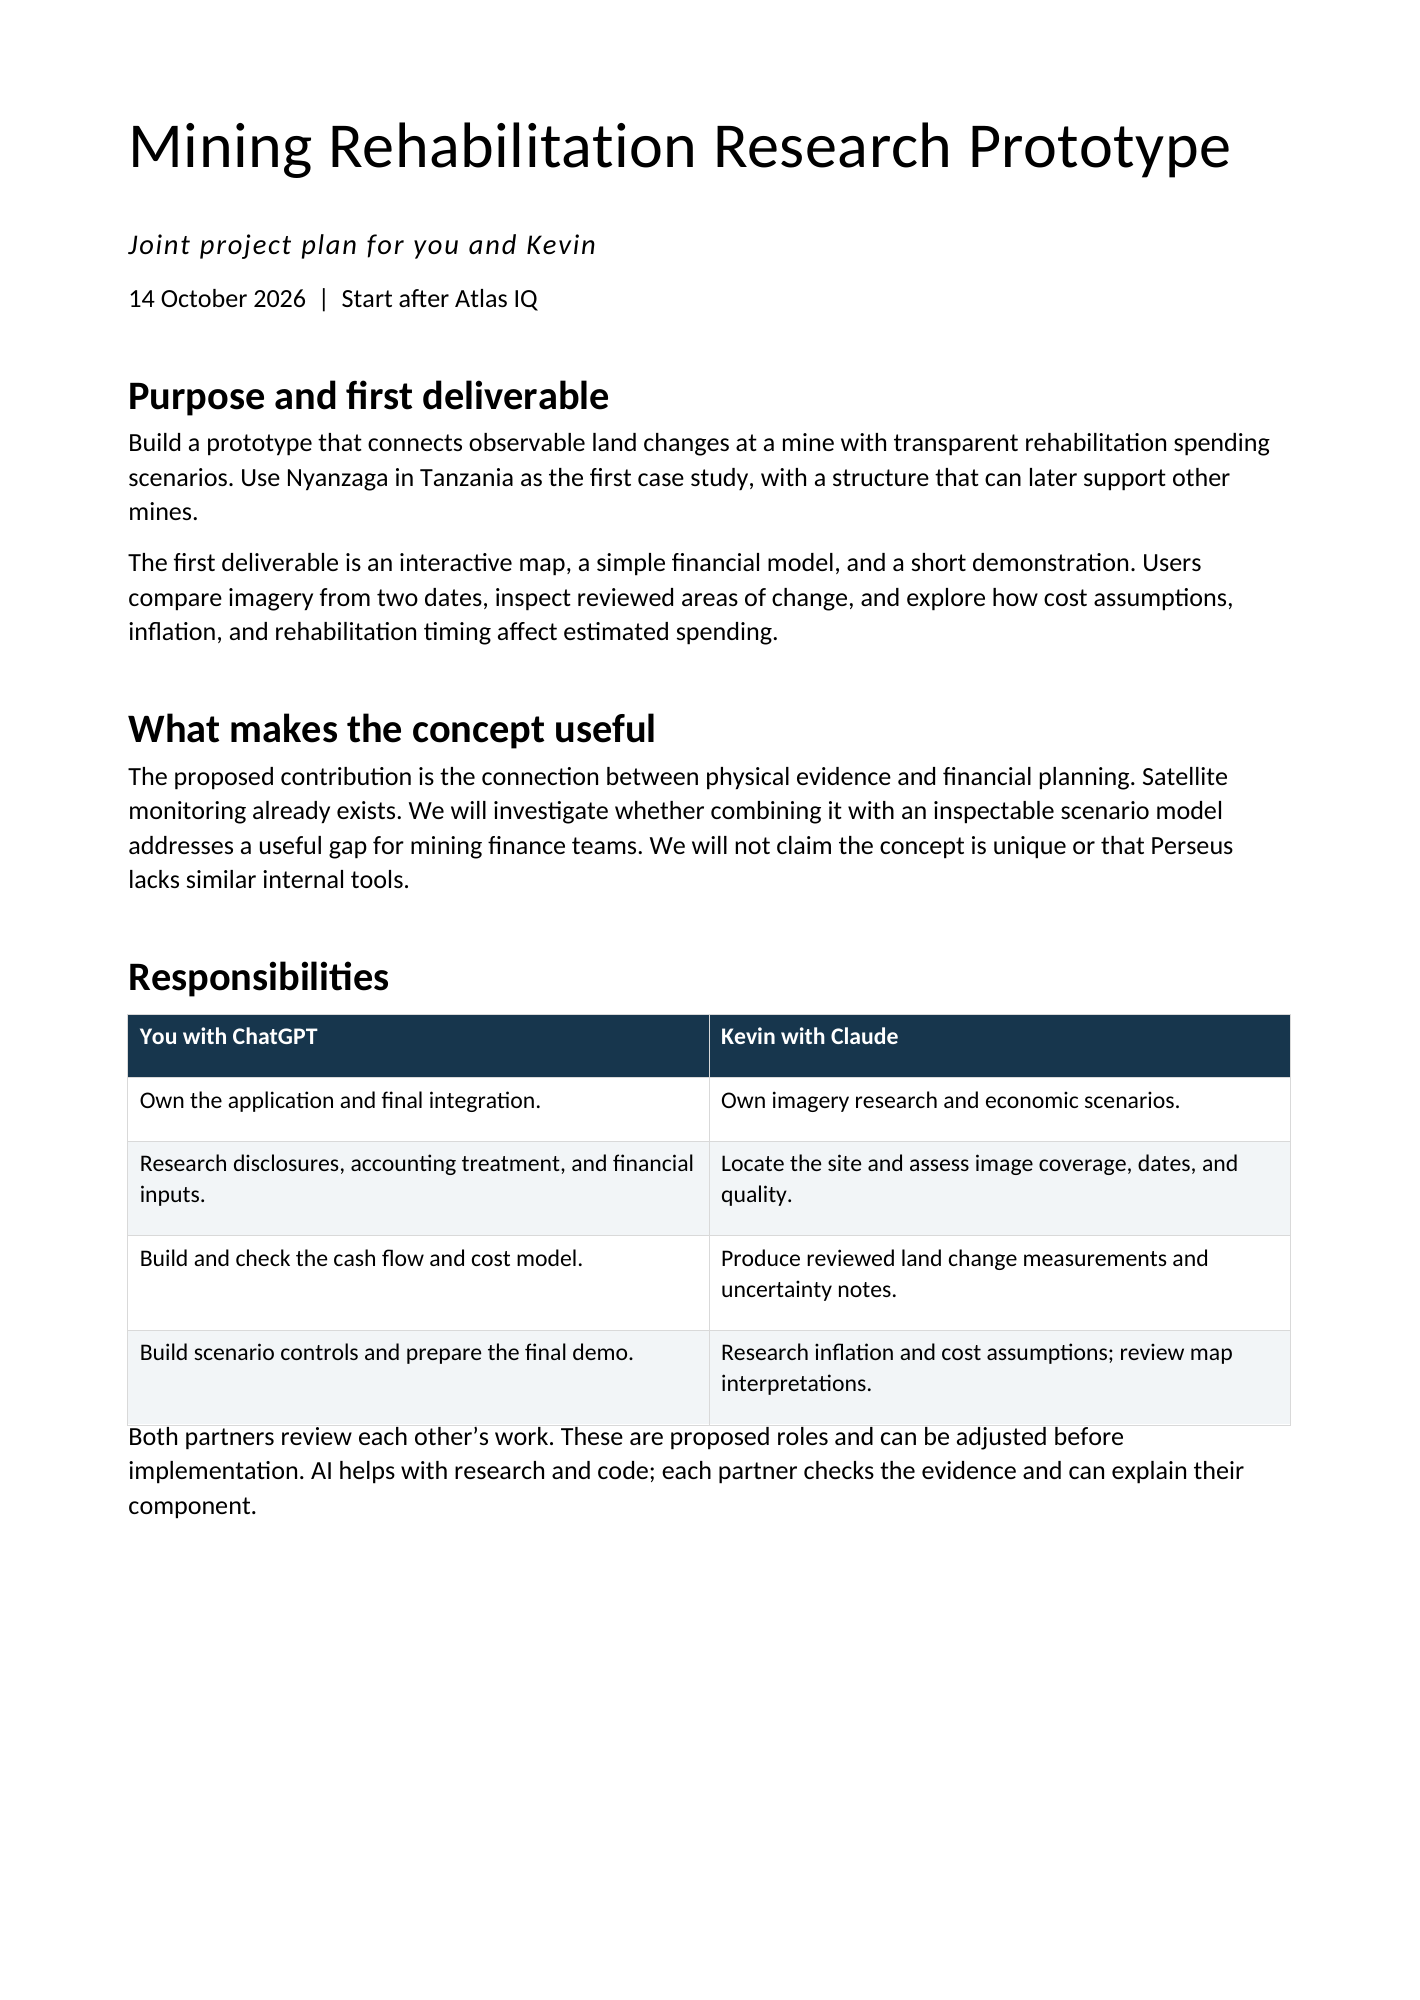 Mining Rehabilitation Research Prototype
Joint project plan for you and Kevin
14 October 2026 | Start after Atlas IQ
Purpose and first deliverable
Build a prototype that connects observable land changes at a mine with transparent rehabilitation spending
scenarios. Use Nyanzaga in Tanzania as the first case study, with a structure that can later support other
mines.
The first deliverable is an interactive map, a simple financial model, and a short demonstration. Users
compare imagery from two dates, inspect reviewed areas of change, and explore how cost assumptions,
inflation, and rehabilitation timing affect estimated spending.
What makes the concept useful
The proposed contribution is the connection between physical evidence and financial planning. Satellite
monitoring already exists. We will investigate whether combining it with an inspectable scenario model
addresses a useful gap for mining finance teams. We will not claim the concept is unique or that Perseus
lacks similar internal tools.
Responsibilities
You with ChatGPT
Kevin with Claude
Own the application and final integration.
Own imagery research and economic scenarios.
Research disclosures, accounting treatment, and financial
inputs.
Locate the site and assess image coverage, dates, and
quality.
Build and check the cash flow and cost model.
Produce reviewed land change measurements and
uncertainty notes.
Build scenario controls and prepare the final demo.
Research inflation and cost assumptions; review map
interpretations.
Both partners review each other’s work. These are proposed roles and can be adjusted before
implementation. AI helps with research and code; each partner checks the evidence and can explain their
component.